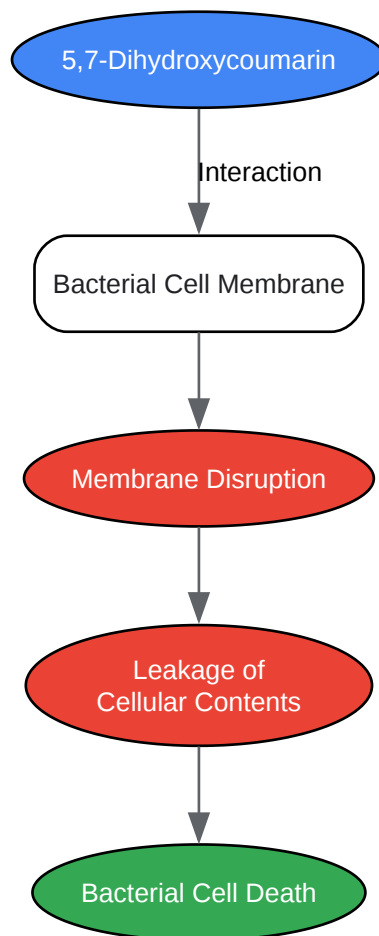 5,7-Dihydroxycoumarin
Interaction
Bacterial Cell Membrane
Membrane Disruption
Leakage of
Cellular Contents
Bacterial Cell Death